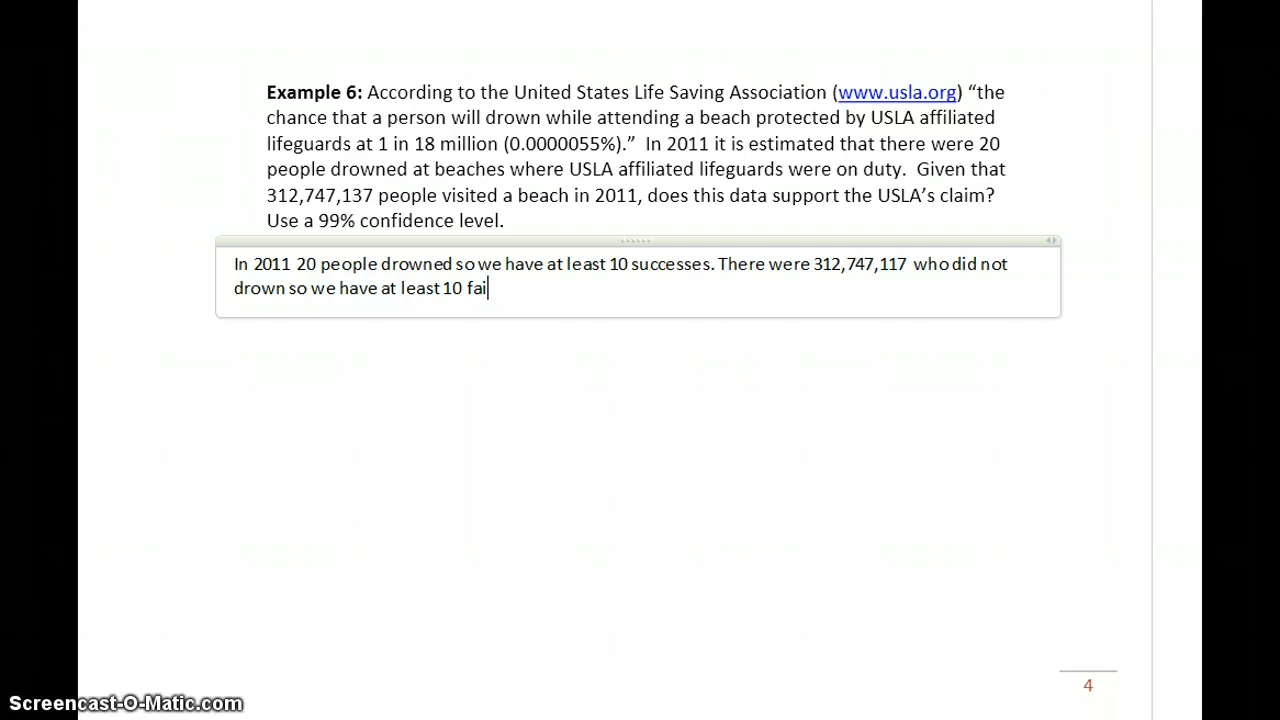 Example 6: According to the United States Life Saving Association (www.usla.org) “the
chance that a person will drown while attending a beach protected by USLA affiliated
lifeguards at 1 in 18 million (0.0000055%).”  In 2011 it is estimated that there were 20
people drowned at beaches where USLA affiliated lifeguards were on duty.  Given that
312,747,137 people visited a beach in 2011, does this data support the USLA’s claim?
Use a 99% confidence level.
In 2011 20 people drowned so we have at least 10 successes. There were 312,747,117 who did not
drown so we have at least 10 fai
4
Screencast-O-Matic.com